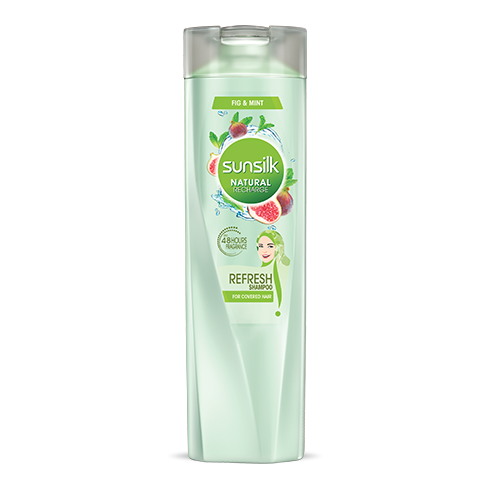 FIG & MINT
sunsilk
NATURAL
RECHARGE
48 HOURS
FRAGRANCE
REFRESH
SHAMPOO
FOR COVERED HAIR